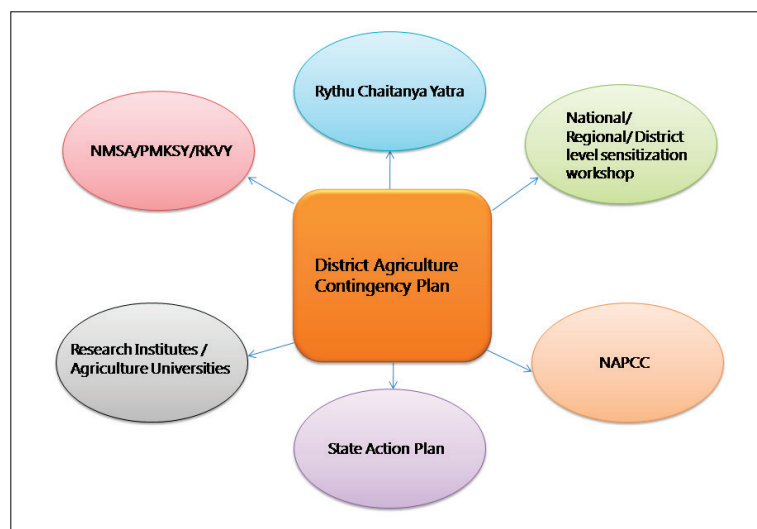 Rythu Chaitanya Yatra
NMSA/PMKSY/RKVY
National/
Regional/ District
level sensitization
workshop
District Agriculture
Contingency Plan
Research Institutes /
Agriculture Universities
NAPCC
State Action Plan